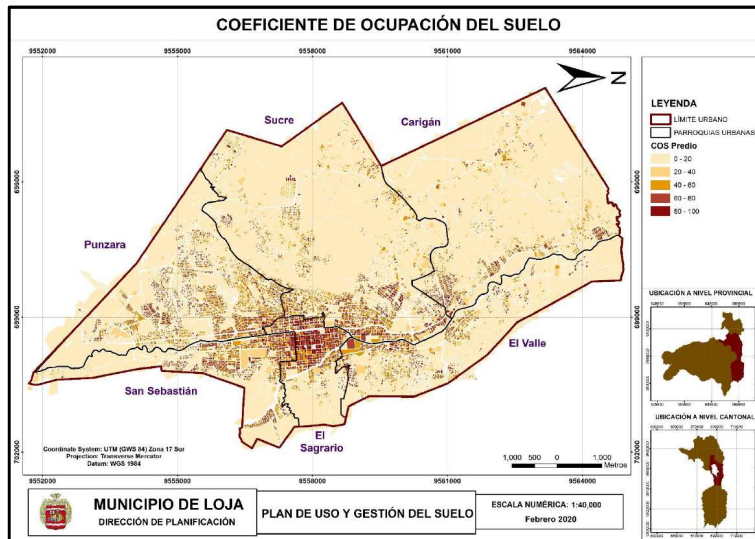 COEFICIENTE DE OCUPACIÓN DEL SUELO
9552000 9555000 9558000 9561000 9564000
N
Sucre
Carigán
Punzara
El Valle
San Sebastián
El
Sagrario
699000
702000
Coordinate System: UTM (GWS 84) Zona 17 Sur
Projection: Transverse Mercator
Datum: WGS 1984
1,000 500 0 1,000
Metros
9552000 9555000 9558000 9561000 9564000
LEYENDA
LÍMITE URBANO
PARROQUIAS URBANAS
COS Predio
0 - 20
20 - 40
40 - 60
60 - 80
80 - 100
UBICACIÓN A NIVEL PROVINCIAL
UBICACIÓN A NIVEL CANTONAL
MUNICIPIO DE LOJA
DIRECCIÓN DE PLANIFICACIÓN
PLAN DE USO Y GESTIÓN DEL SUELO
ESCALA NUMÉRICA: 1:40,000
Febrero 2020